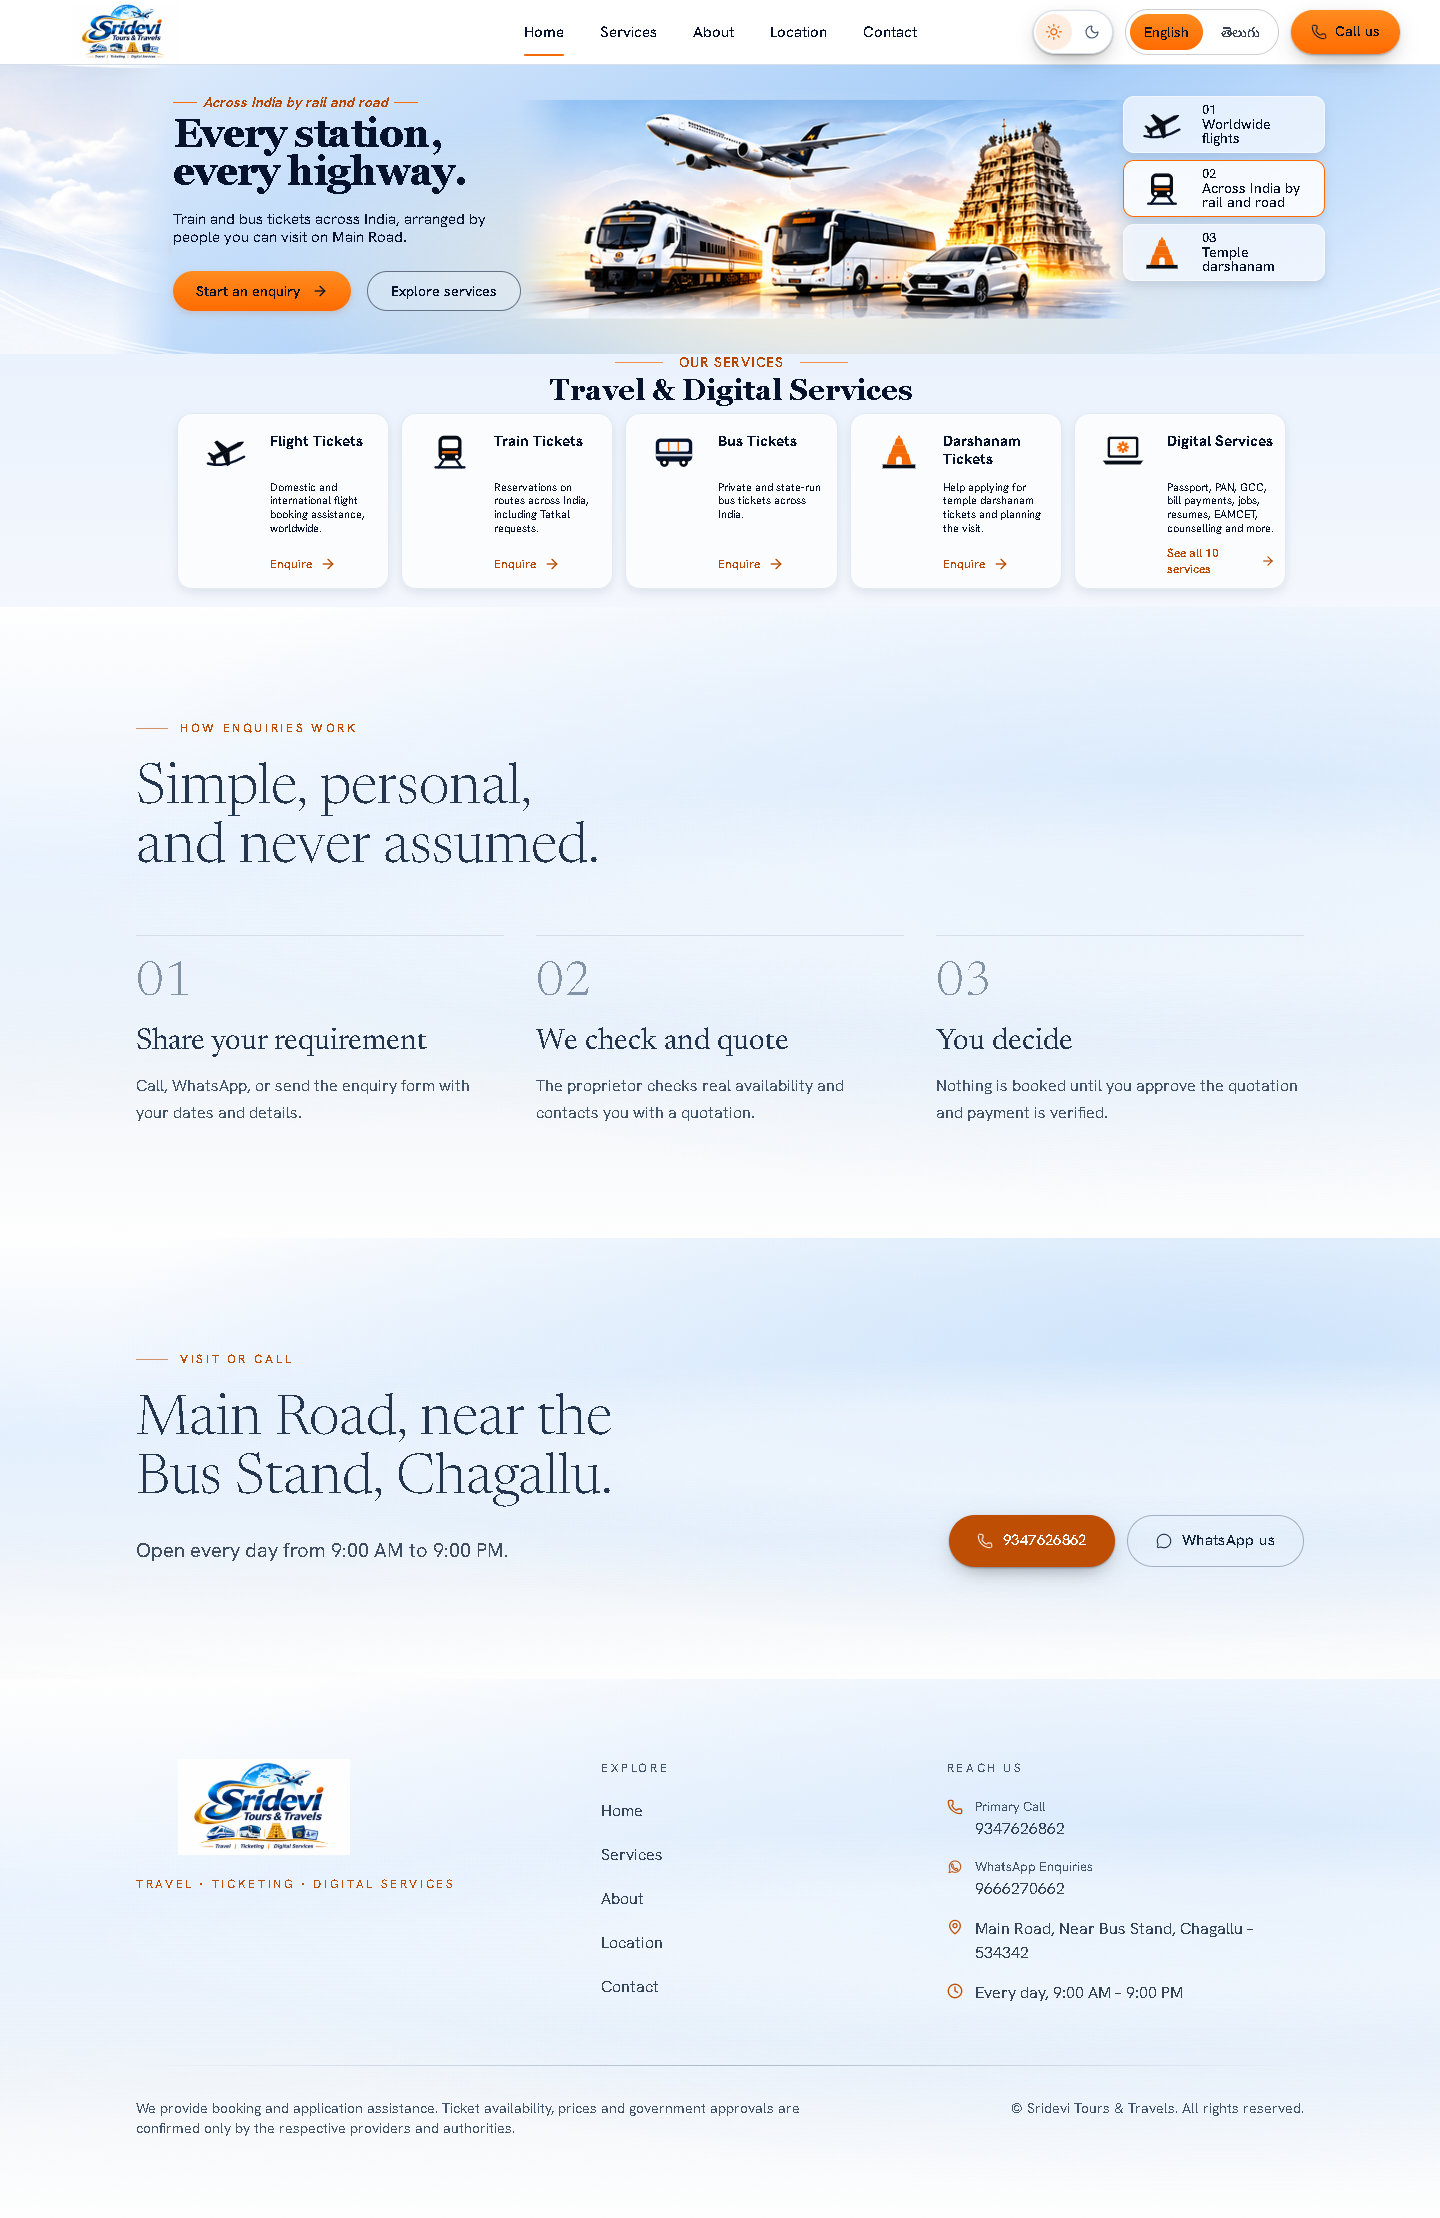 Sridevi
Tours & Travels
Travel | Ticketing | Digital Services
Home
Services
About
Location
Contact
English
తెలుగు
Call us
Across India by rail and road
Every station,
every highway.
Train and bus tickets across India, arranged by
people you can visit on Main Road.
Start an enquiry
Explore services
01
Worldwide
flights
02
Across India by
rail and road
03
Temple
darshanam
OUR SERVICES
Travel & Digital Services
Flight Tickets
Domestic and
international flight
booking assistance,
worldwide.
Enquire
Train Tickets
Reservations on
routes across India,
including Tatkal
requests.
Enquire
Bus Tickets
Private and state-run
bus tickets across
India.
Enquire
Darshanam
Tickets
Help applying for
temple darshanam
tickets and planning
the visit.
Enquire
Digital Services
Passport, PAN, GCC,
bill payments, jobs,
resumes, EAMCET,
counselling and more.
See all 10
services
HOW ENQUIRIES WORK
Simple, personal,
and never assumed.
01
Share your requirement
Call, WhatsApp, or send the enquiry form with
your dates and details.
02
We check and quote
The proprietor checks real availability and
contacts you with a quotation.
03
You decide
Nothing is booked until you approve the quotation
and payment is verified.
VISIT OR CALL
Main Road, near the
Bus Stand, Chagallu.
Open every day from 9:00 AM to 9:00 PM.
9347626862
WhatsApp us
Sridevi
Tours & Travels
Travel | Ticketing | Digital Services
TRAVEL • TICKETING • DIGITAL SERVICES
EXPLORE
Home
Services
About
Location
Contact
REACH US
Primary Call
9347626862
WhatsApp Enquiries
9666270662
Main Road, Near Bus Stand, Chagallu –
534342
Every day, 9:00 AM – 9:00 PM
We provide booking and application assistance. Ticket availability, prices and government approvals are
confirmed only by the respective providers and authorities.
© Sridevi Tours & Travels. All rights reserved.